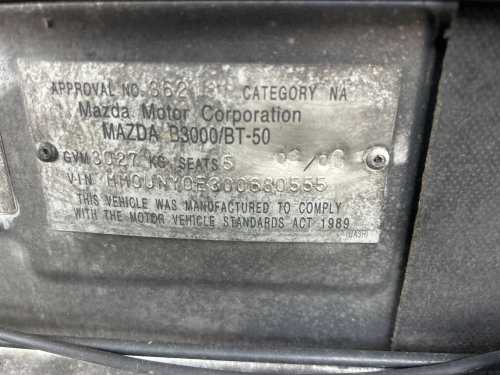 APPROVAL NO. CATEGORY NA
Mazda Motor Corporation
MAZDA B3000/BT-50
GVM 3027 KG SEATS 5
VIN
THIS VEHICLE WAS MANUFACTURED TO COMPLY
WITH THE MOTOR VEHICLE STANDARDS ACT 1989